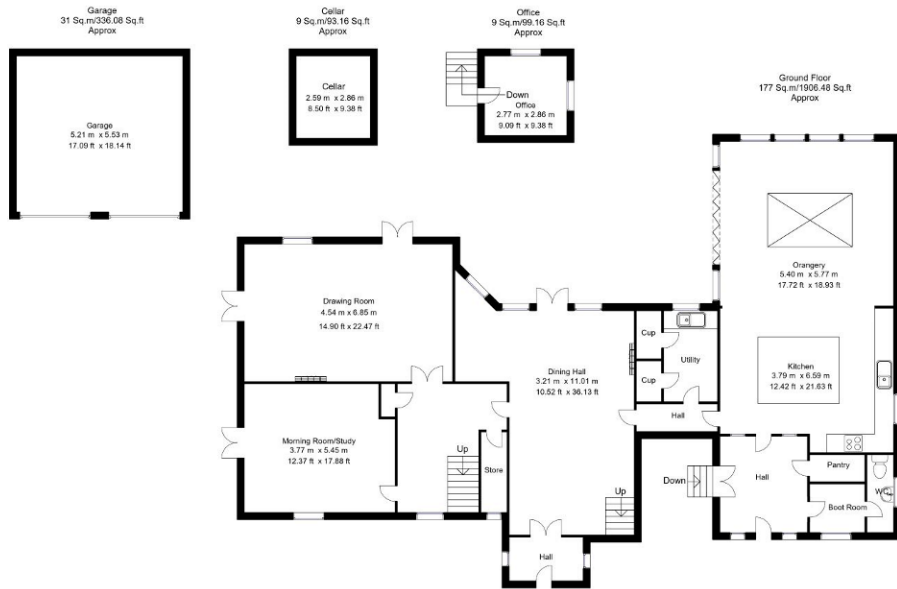 Garage
31 Sq.m/336.08 Sq.ft
Approx
Garage
5.21 m x 5.53 m
17.09 ft x 18.14 ft
Cellar
9 Sq.m/93.16 Sq.ft
Approx
Cellar
2.59 m x 2.86 m
8.50 ft x 9.38 ft
Office
9 Sq.m/99.16 Sq.ft
Approx
Down
Office
2.77 m x 2.86 m
9.09 ft x 9.38 ft
Ground Floor
177 Sq.m/1906.48 Sq.ft
Approx
Orangery
5.40 m x 5.77 m
17.72 ft x 18.93 ft
Drawing Room
4.54 m x 6.85 m
14.90 ft x 22.47 ft
Dining Hall
3.21 m x 11.01 m
10.52 ft x 36.13 ft
Cup
Cup
Utility
Kitchen
3.79 m x 6.59 m
12.42 ft x 21.63 ft
Hall
Morning Room/Study
3.77 m x 5.45 m
12.37 ft x 17.88 ft
Up
Store
Up
Down
Hall
Pantry
WC
Boot Room
Hall